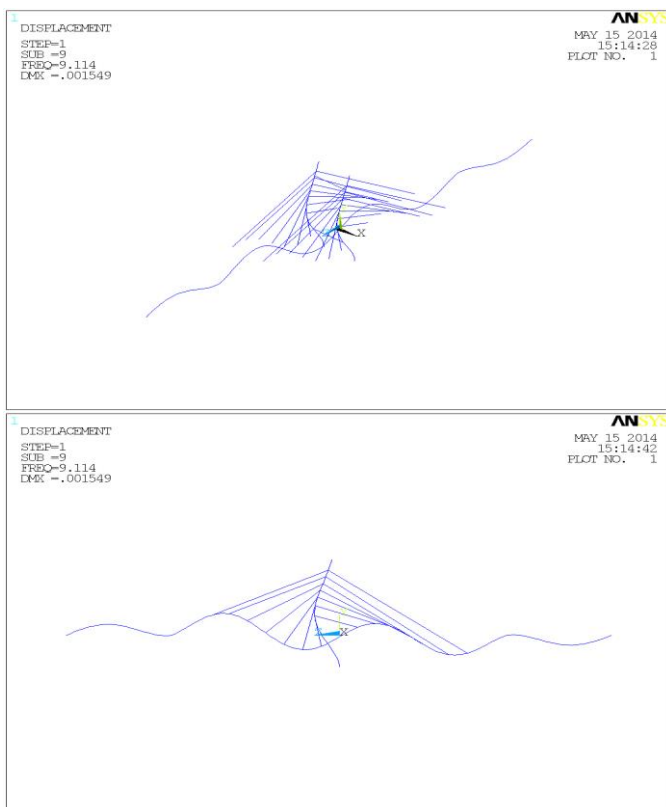 1
DISPLACEMENT
STEP=1
SUB =9
FREQ=9.114
DMX =.001549
ANSYS
MAY 15 2014
15:14:28
PLOT NO. 1
X
1
DISPLACEMENT
STEP=1
SUB =9
FREQ=9.114
DMX =.001549
ANSYS
MAY 15 2014
15:14:42
PLOT NO. 1
Z X